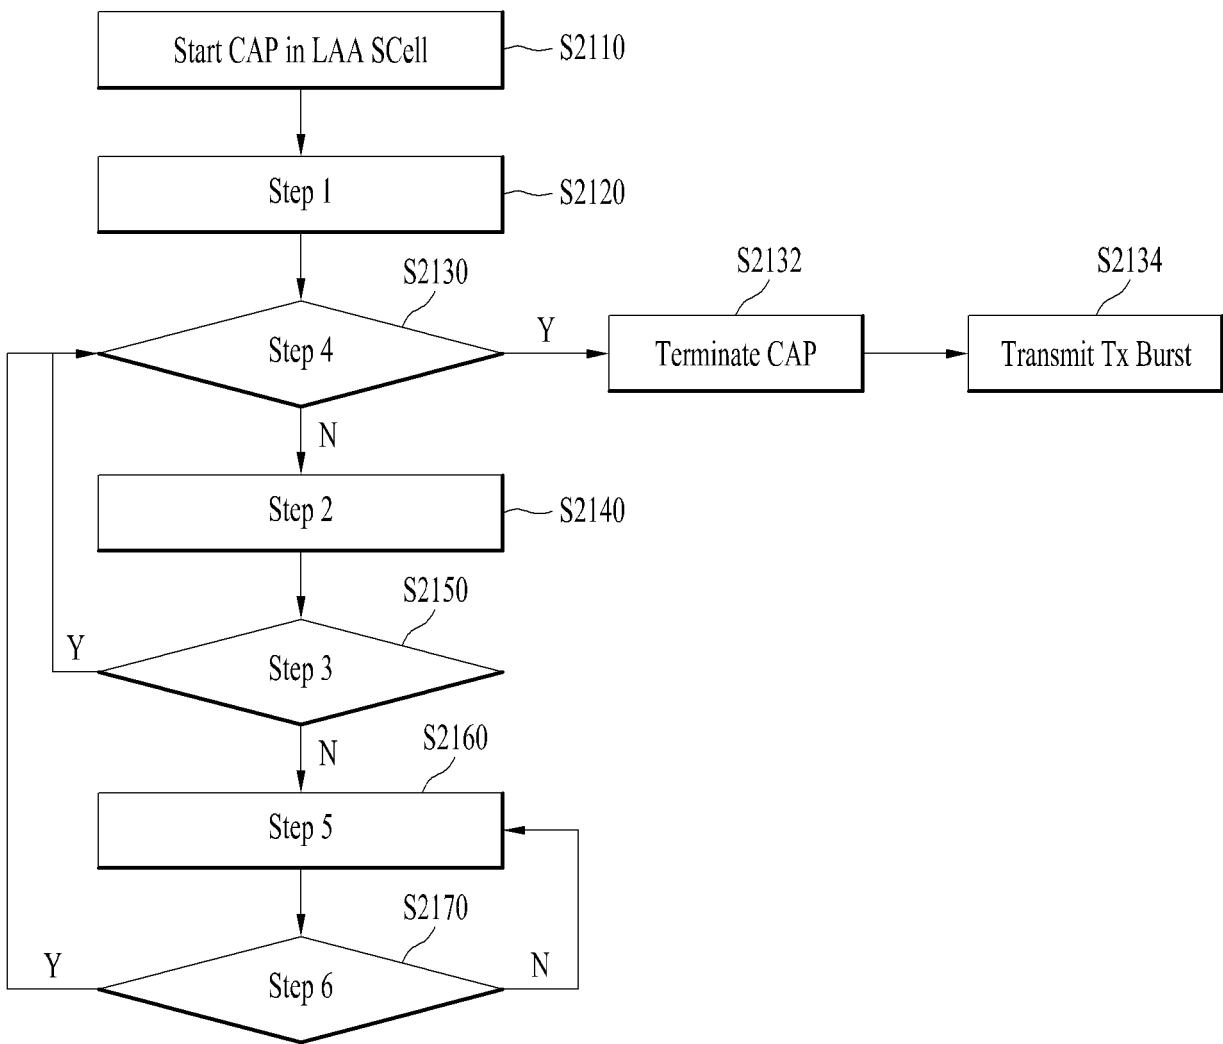 Start CAP in LAA SCell
S2110
Step 1
S2120
S2130
S2132
S2134
Step 4
Y
Terminate CAP
Transmit Tx Burst
N
Step 2
S2140
S2150
Y
Step 3
N
S2160
Step 5
S2170
Y
Step 6
N